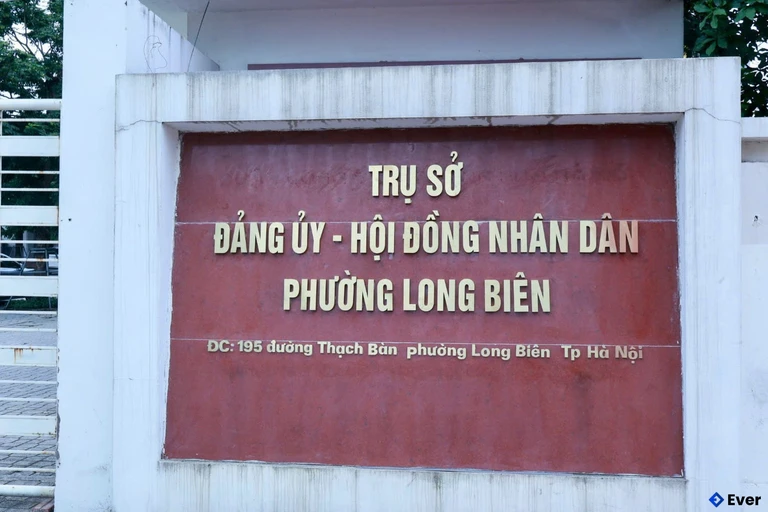 TRỤ SỞ
ĐẢNG ỦY - HỘI ĐỒNG NHÂN DÂN
PHƯỜNG LONG BIÊN
ĐC: 195 đường Thạch Bàn phường Long Biên Tp Hà Nội
Ever